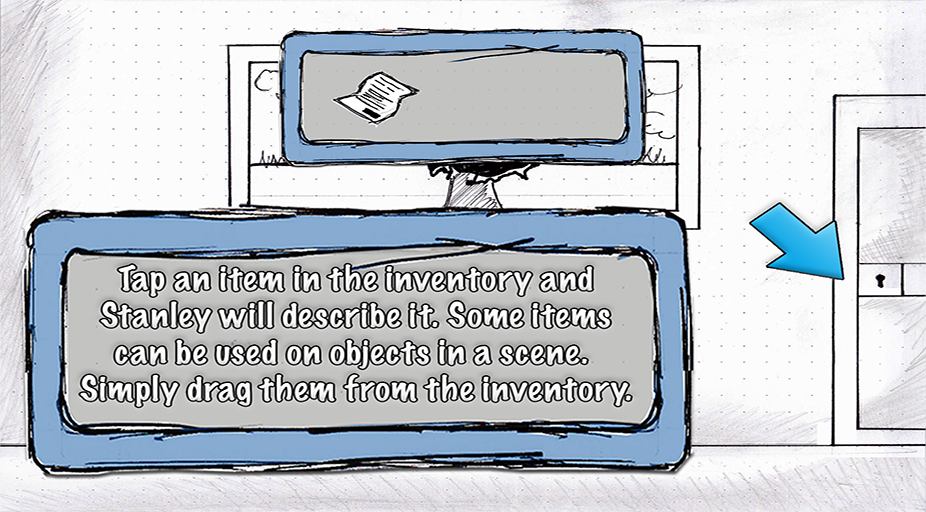 Tap an item in the inventory and
Stanley will describe it. Some items
can be used on objects in a scene.
Simply drag them from the inventory.